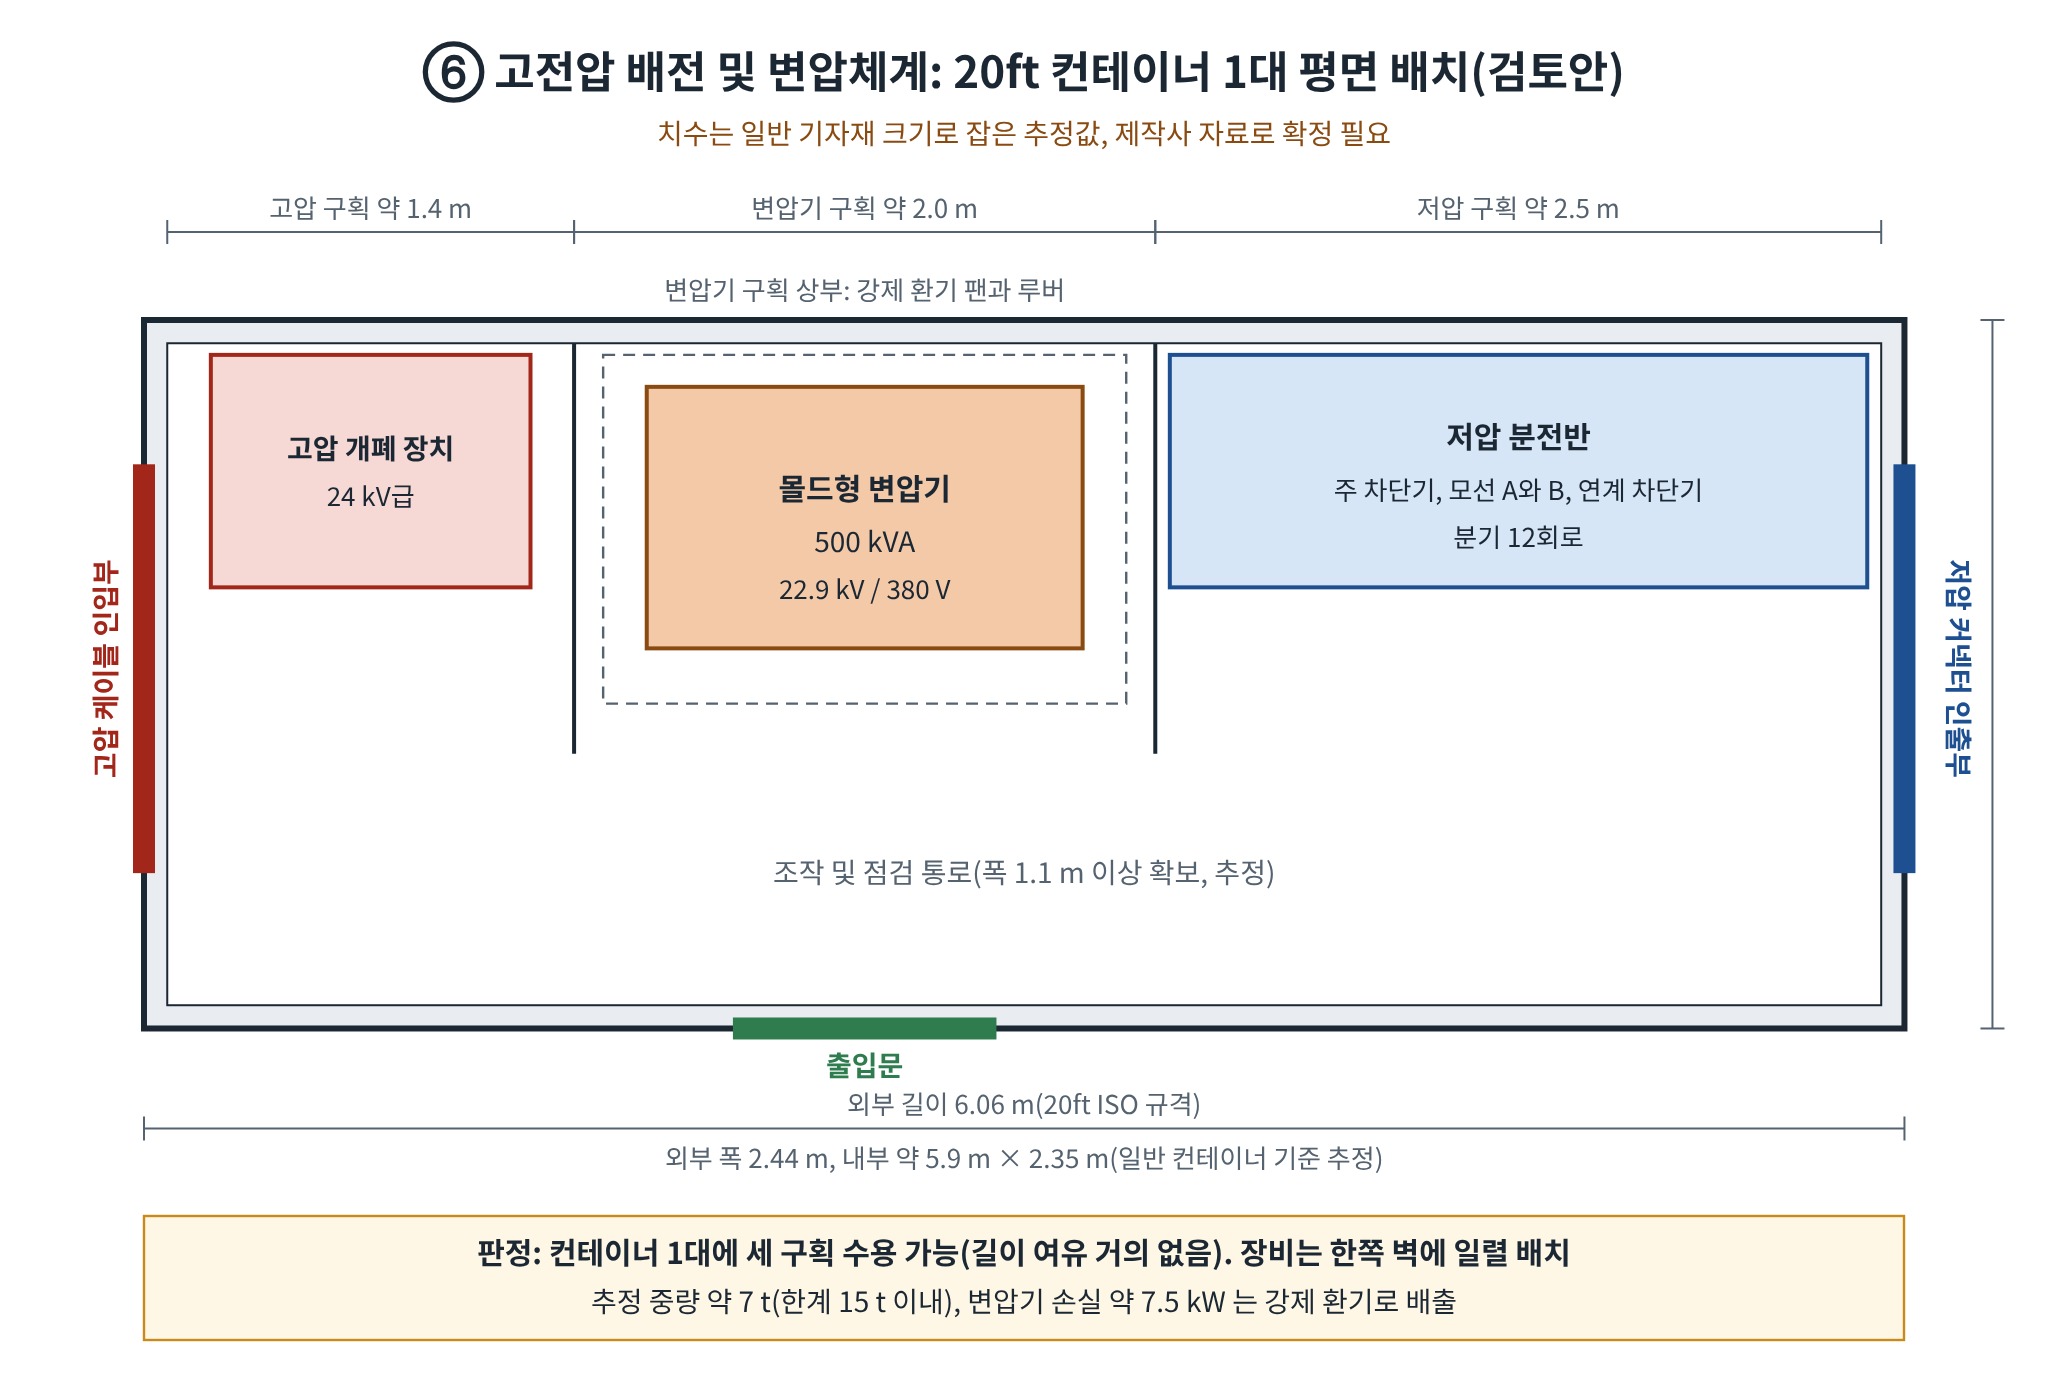 ⑥ 고전압 배전 및 변압체계: 20ft 컨테이너 1대 평면 배치(검토안)
치수는 일반 기자재 크기로 잡은 추정값, 제작사 자료로 확정 필요
고압 구획 약 1.4 m
변압기 구획 약 2.0 m
저압 구획 약 2.5 m
변압기 구획 상부: 강제 환기 팬과 루버
고압 개폐 장치
24 kV급
몰드형 변압기
500 kVA
22.9 kV / 380 V
저압 분전반
주 차단기, 모선 A와 B, 연계 차단기
분기 12회로
고압 케이블 인입부
저압 커넥터 인출부
조작 및 점검 통로(폭 1.1 m 이상 확보, 추정)
출입문
외부 길이 6.06 m(20ft ISO 규격)
외부 폭 2.44 m, 내부 약 5.9 m × 2.35 m(일반 컨테이너 기준 추정)
판정: 컨테이너 1대에 세 구획 수용 가능(길이 여유 거의 없음). 장비는 한쪽 벽에 일렬 배치
추정 중량 약 7 t(한계 15 t 이내), 변압기 손실 약 7.5 kW 는 강제 환기로 배출